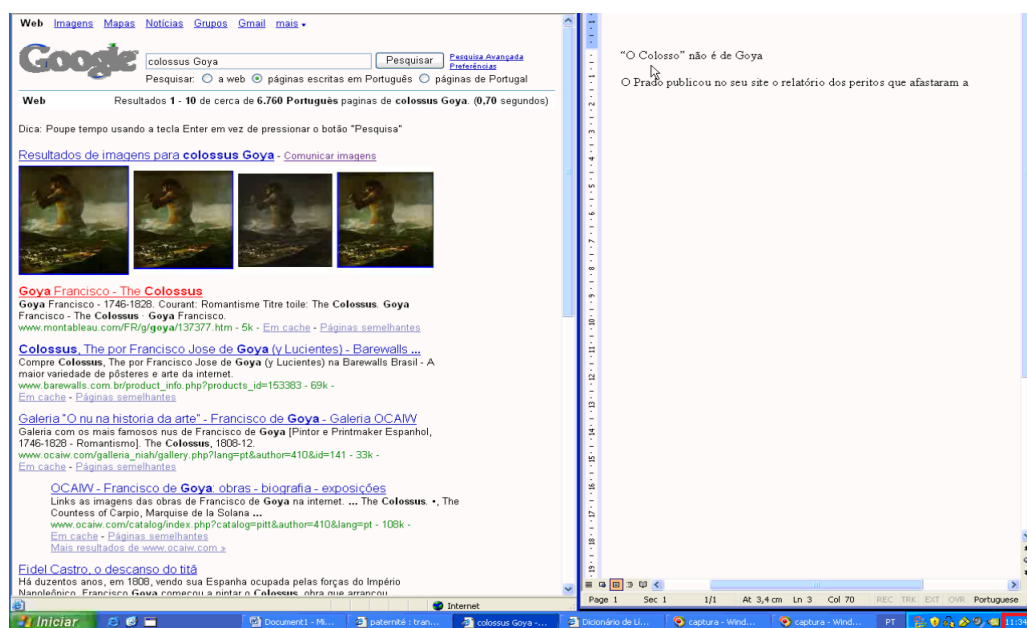 Web Imagens Mapas Notícias Grupos Gmail mais
Google
colossus Goya
Pesquisar
Pesquisa Avançada
Preferências
Pesquisar: a web páginas escritas em Português páginas de Portugal
Web Resultados 1 - 10 de cerca de 6.760 Português paginas de colossus Goya. (0,70 segundos)
Dica: Poupe tempo usando a tecla Enter em vez de pressionar o botão "Pesquisa"
Resultados de imagens para colossus Goya - Comunicar imagens
Goya Francisco - The Colossus
Goya Francisco - 1746-1828. Courant: Romantisme Titre toile: The Colossus. Goya
Francisco - The Colossus · Goya Francisco.
www.montableau.com/FR/g/goya/137377.htm - 5k - Em cache - Páginas semelhantes
Colossus, The por Francisco Jose de Goya (y Lucientes) - Barewalls ...
Compre Colossus, The por Francisco Jose de Goya (y Lucientes) na Barewalls Brasil - A
maior variedade de pôsteres e arte da internet.
www.barewalls.com.br/product_info.php?products_id=153383 - 69k -
Em cache - Páginas semelhantes
Galeria "O nu na historia da arte" - Francisco de Goya - Galeria OCAIW
Galeria com os mais famosos nus de Francisco de Goya [Pintor e Printmaker Espanhol,
1746-1828 - Romantismo]. The Colossus, 1808-12.
www.ocaiw.com/galleria_niah/gallery.php?lang=pt&author=410&id=141 - 33k -
Em cache - Páginas semelhantes
OCAIW - Francisco de Goya: obras - biografia - exposições
Links as imagens das obras de Francisco de Goya na internet. ... The Colossus. •, The
Countess of Carpio, Marquise de la Solana ...
www.ocaiw.com/catalog/index.php?catalog=pitt&author=410&lang=pt - 108k -
Em cache - Páginas semelhantes
Mais resultados de www.ocaiw.com »
Fidel Castro, o descanso do titã
Há duzentos anos, em 1808, vendo sua Espanha ocupada pelas forças do Império
Napoleônico, Francisco Goya começou a pintar o Colossus, obra que arrancou
Internet
“O Colosso” não é de Goya
O Prado publicou no seu site o relatório dos peritos que afastaram a
Page 1 Sec 1 1/1 At 3,4 cm Ln 3 Col 70 REC TRK EXT OVR Portuguese
Iniciar Document1 - Mi... paternité : tran... colossus Goya -... Dicionário de Lí... captura - Wind... captura - Wind... PT 11:34